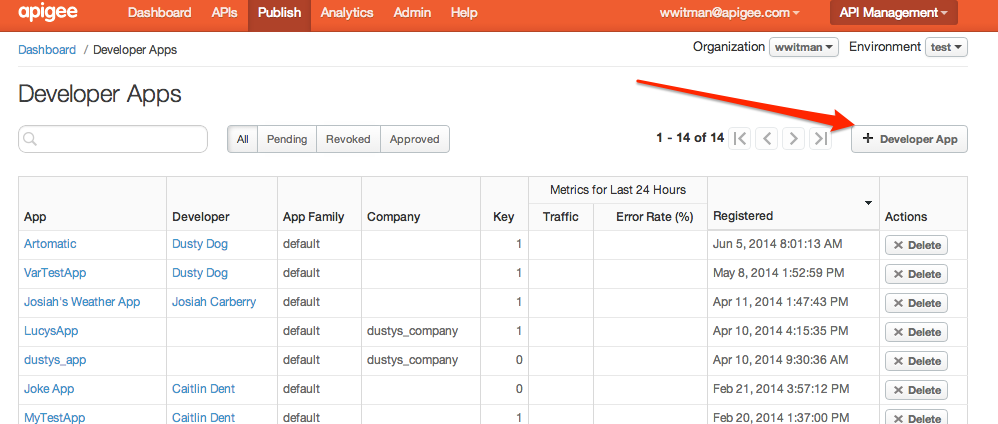 apigee Dashboard APIs Publish Analytics Admin Help wwitman@apigee.com API Management
Dashboard / Developer Apps Organization wwitman Environment test
Developer Apps
All Pending Revoked Approved 1 - 14 of 14 + Developer App
Metrics for Last 24 Hours
App Developer App Family Company Key Traffic Error Rate (%) Registered Actions
Artomatic Dusty Dog default 1 Jun 5, 2014 8:01:13 AM × Delete
VarTestApp Dusty Dog default 1 May 8, 2014 1:52:59 PM × Delete
Josiah's Weather App Josiah Carberry default 1 Apr 11, 2014 1:47:43 PM × Delete
LucysApp default dustys_company 1 Apr 10, 2014 4:15:35 PM × Delete
dustys_app default dustys_company 0 Apr 10, 2014 9:30:36 AM × Delete
Joke App Caitlin Dent default 0 Feb 21, 2014 3:57:12 PM × Delete
MyTestApp Caitlin Dent default 1 Feb 20, 2014 1:37:00 PM × Delete